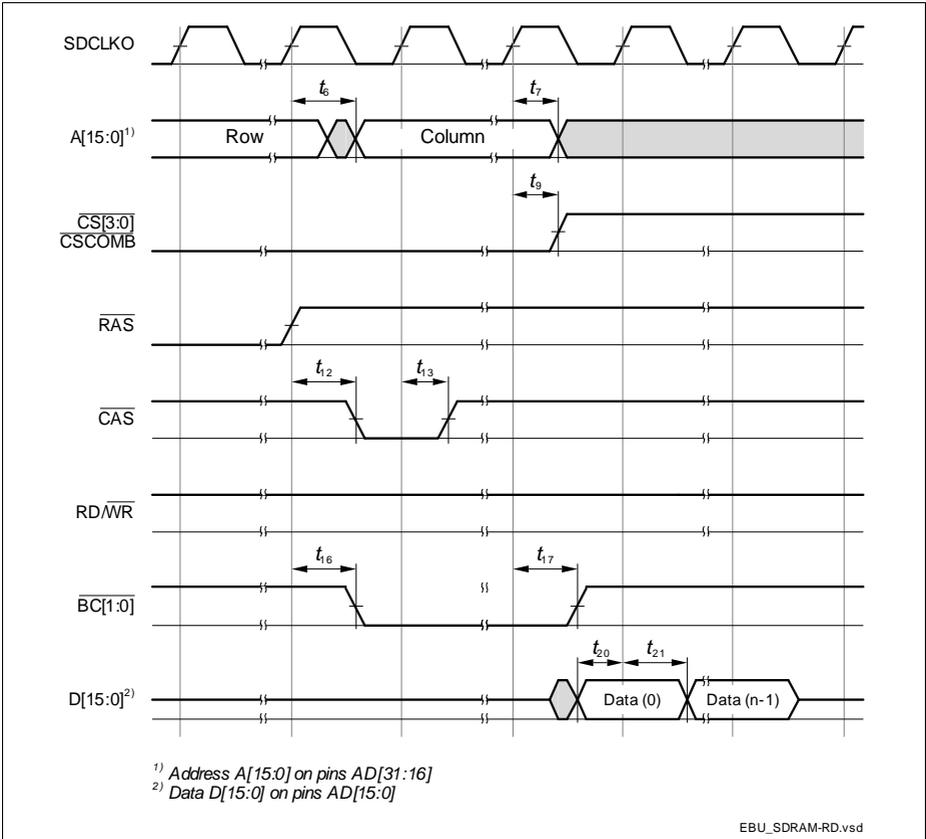 SDCLKO
t6
t7
A[15:0]1)
Row
Column
t9
CS[3:0]
CSCOMB
RAS
t12
t13
CAS
RD/WR
t16
t17
BC[1:0]
t20
t21
D[15:0]2)
Data (0)
Data (n-1)
1) Address A[15:0] on pins AD[31:16]
2) Data D[15:0] on pins AD[15:0]
EBU_SDRAM-RD.vsd